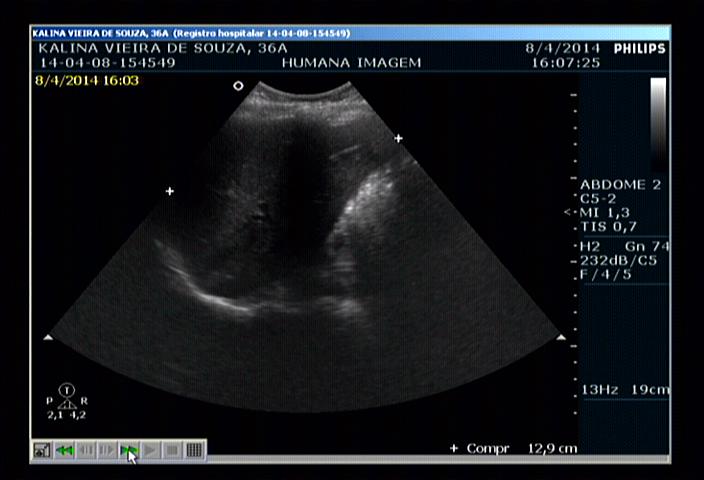 KALINA VIEIRA DE SOUZA, 36A (Registro hospitalar 14-04-08-154549)
KALINA VIEIRA DE SOUZA, 36A 8/4/2014 PHILIPS
14-04-08-154549 HUMANA IMAGEM 16:07:25
8/4/2014 16:03
ABDOME 2
C5-2
MI 1,3
TIS 0,7
H2 Gn 74
232dB/C5
F/4/5
T
P R
2,1 4,2
13Hz 19cm
+ Compr 12,9 cm